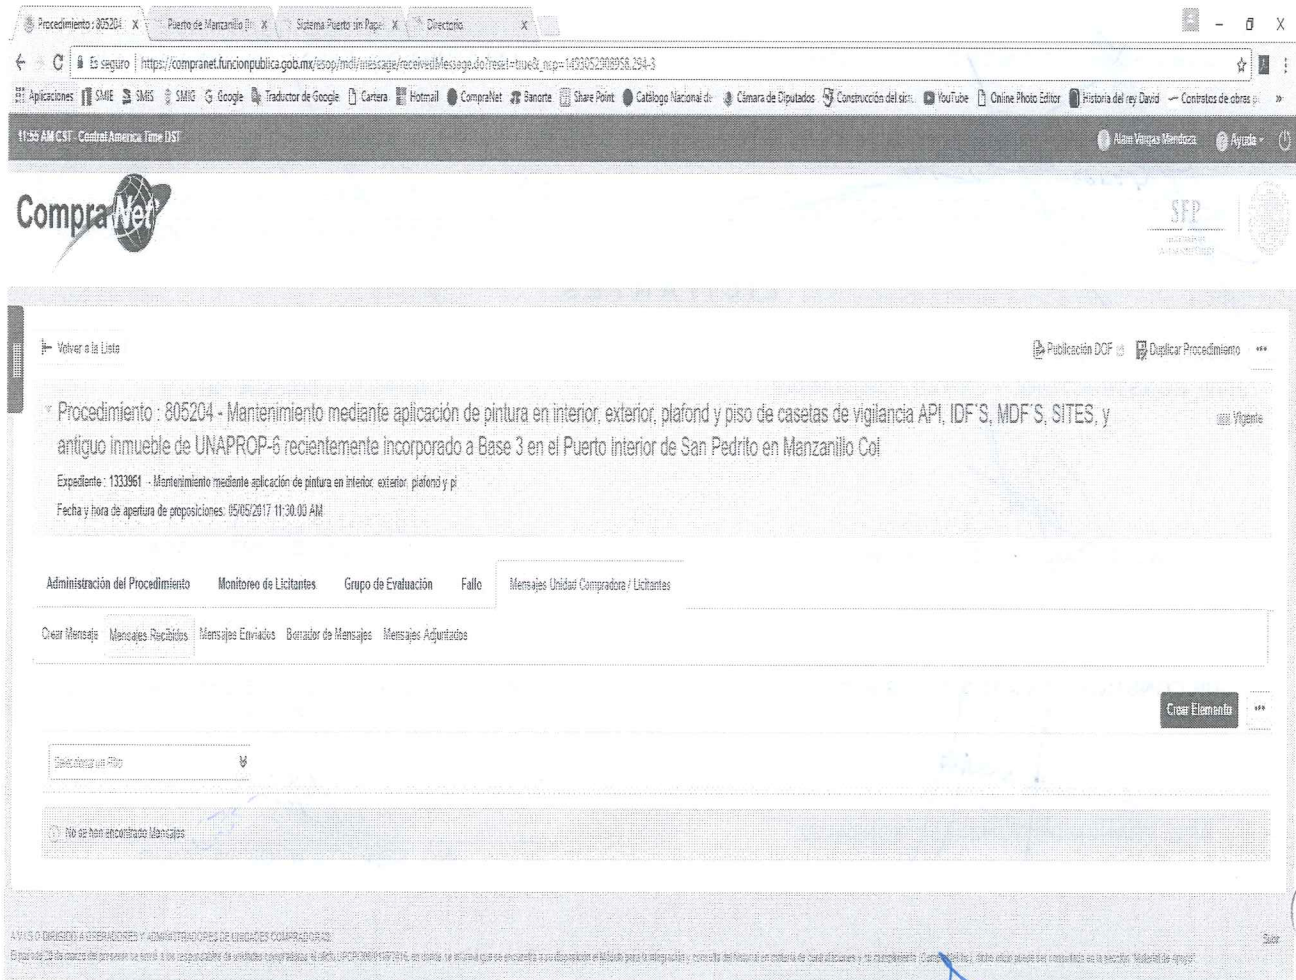 Procedimiento : 805204 X Puerto de Manzanillo X Sistema Puerto sin Papel X Directorio X
Es seguro | https://compranet.funcionpublica.gob.mx/esop/mdl/message/receivedMessage.do?reset=true&_ncp=1493052908958.294-3
Aplicaciones SMIE SMIS SMIG Google Traductor de Google Cartera Hotmail CompraNet Banorte Share Point Catálogo Nacional de Cámara de Diputados Construcción del sis YouTube Online Photo Editor Historia del rey David Contratos de obras p »
11:55 AM CST - Central America Time DST Alan Vargas Mendoza Ayuda
CompraNet
SFP
Volver a la Lista Publicación DOF Duplicar Procedimiento
Procedimiento : 805204 - Mantenimiento mediante aplicación de pintura en interior, exterior, plafond y piso de casetas de vigilancia API, IDF´S, MDF´S, SITES, y
Vigente
antiguo inmueble de UNAPROP-6 recientemente incorporado a Base 3 en el Puerto Interior de San Pedrito en Manzanillo Col
Expediente : 1333961 - Mantenimiento mediante aplicación de pintura en interior, exterior, plafond y pi
Fecha y hora de apertura de proposiciones: 05/05/2017 11:30:00 AM
Administración del Procedimiento Monitoreo de Licitantes Grupo de Evaluación Fallo Mensajes Unidad Compradora / Licitantes
Crear Mensaje Mensajes Recibidos Mensajes Enviados Borrador de Mensajes Mensajes Adjuntados
Crear Elemento
Selecciona un Filtro
No se han encontrado Mensajes
AVISO DIRIGIDO A OPERADORES Y ADMINISTRADORES DE UNIDADES COMPRADORAS:
Subir